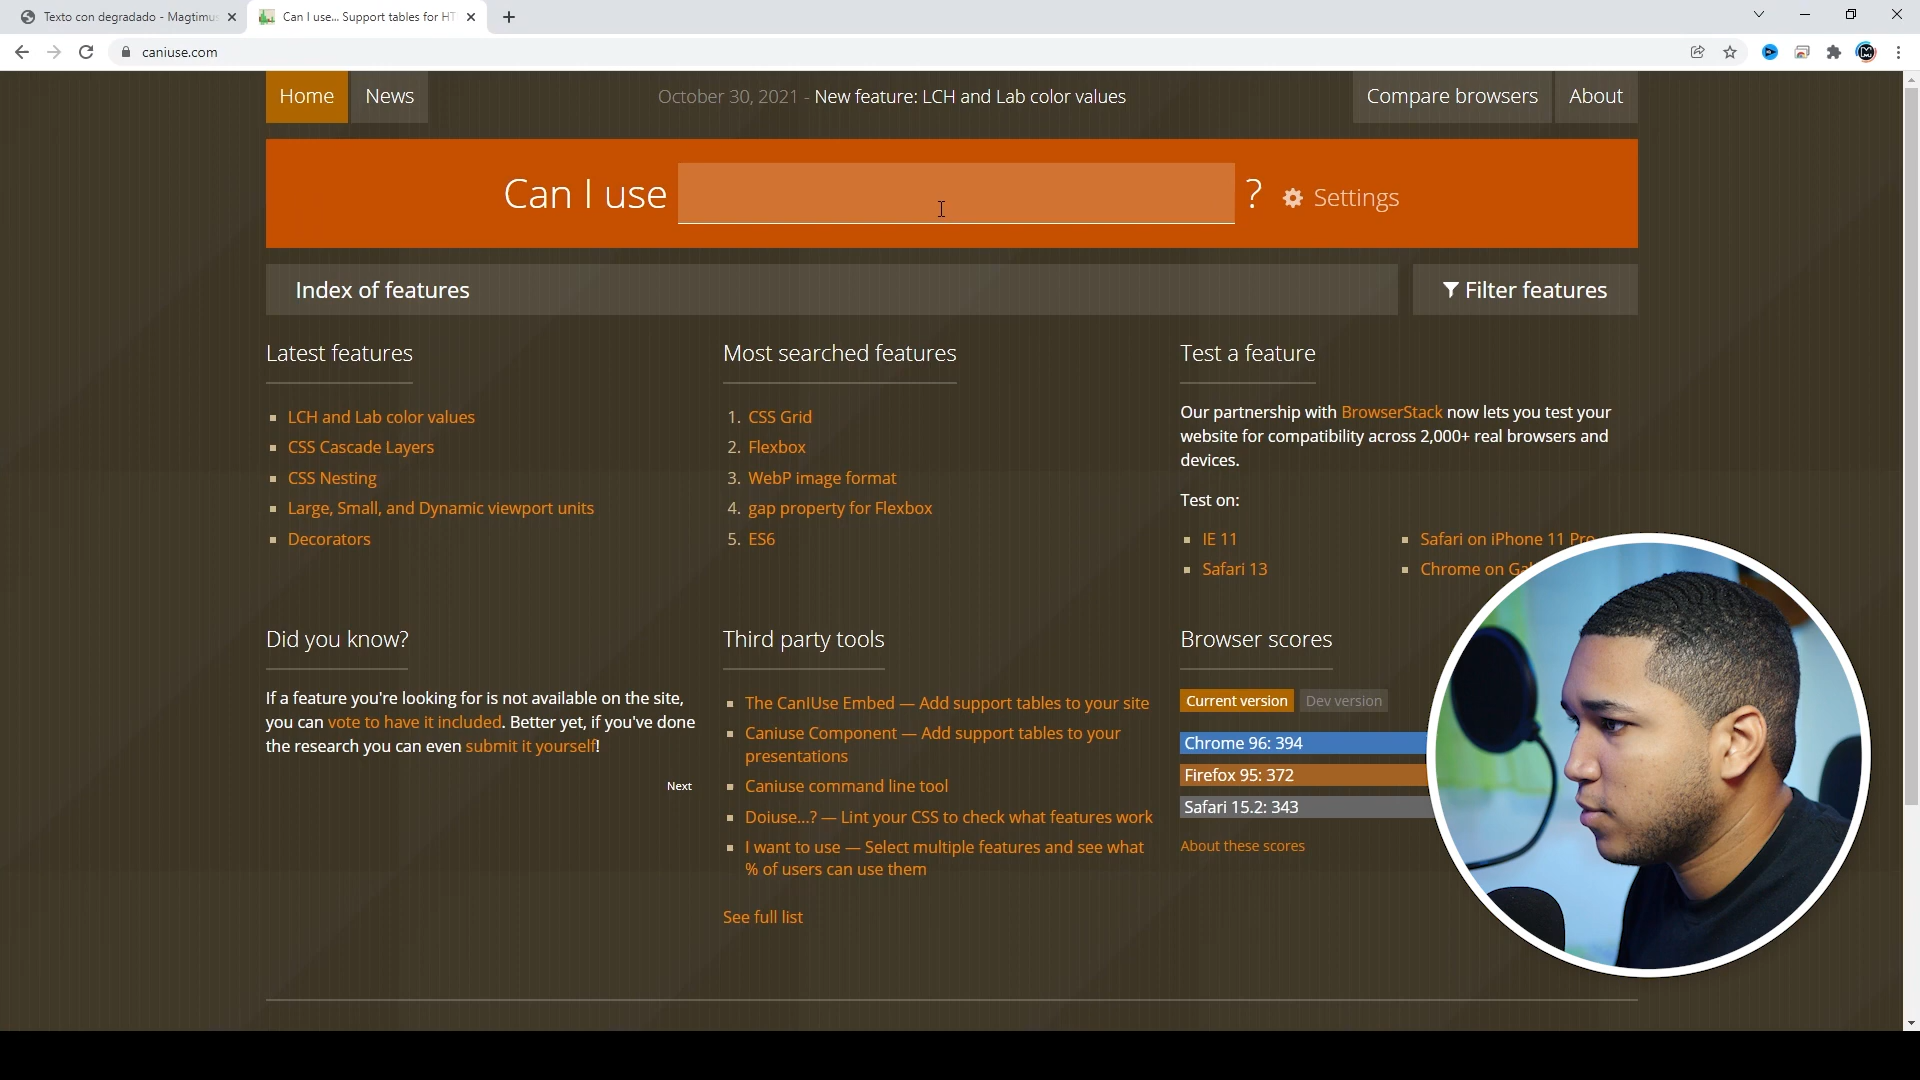 Texto con degradado - Magtimus
Can I use... Support tables for HT
caniuse.com
Home
News
October 30, 2021 - New feature: LCH and Lab color values
Compare browsers
About
Can I use
?
Settings
Index of features
Filter features
Latest features
LCH and Lab color values
CSS Cascade Layers
CSS Nesting
Large, Small, and Dynamic viewport units
Decorators
Most searched features
1. CSS Grid
2. Flexbox
3. WebP image format
4. gap property for Flexbox
5. ES6
Test a feature
Our partnership with BrowserStack now lets you test your
website for compatibility across 2,000+ real browsers and
devices.
Test on:
IE 11
Safari 13
Safari on iPhone 11 Pro
Chrome on Gal
Did you know?
If a feature you're looking for is not available on the site,
you can vote to have it included. Better yet, if you've done
the research you can even submit it yourself!
Next
Third party tools
The CanIUse Embed — Add support tables to your site
Caniuse Component — Add support tables to your
presentations
Caniuse command line tool
Doiuse...? — Lint your CSS to check what features work
I want to use — Select multiple features and see what
% of users can use them
See full list
Browser scores
Current version
Dev version
Chrome 96: 394
Firefox 95: 372
Safari 15.2: 343
About these scores